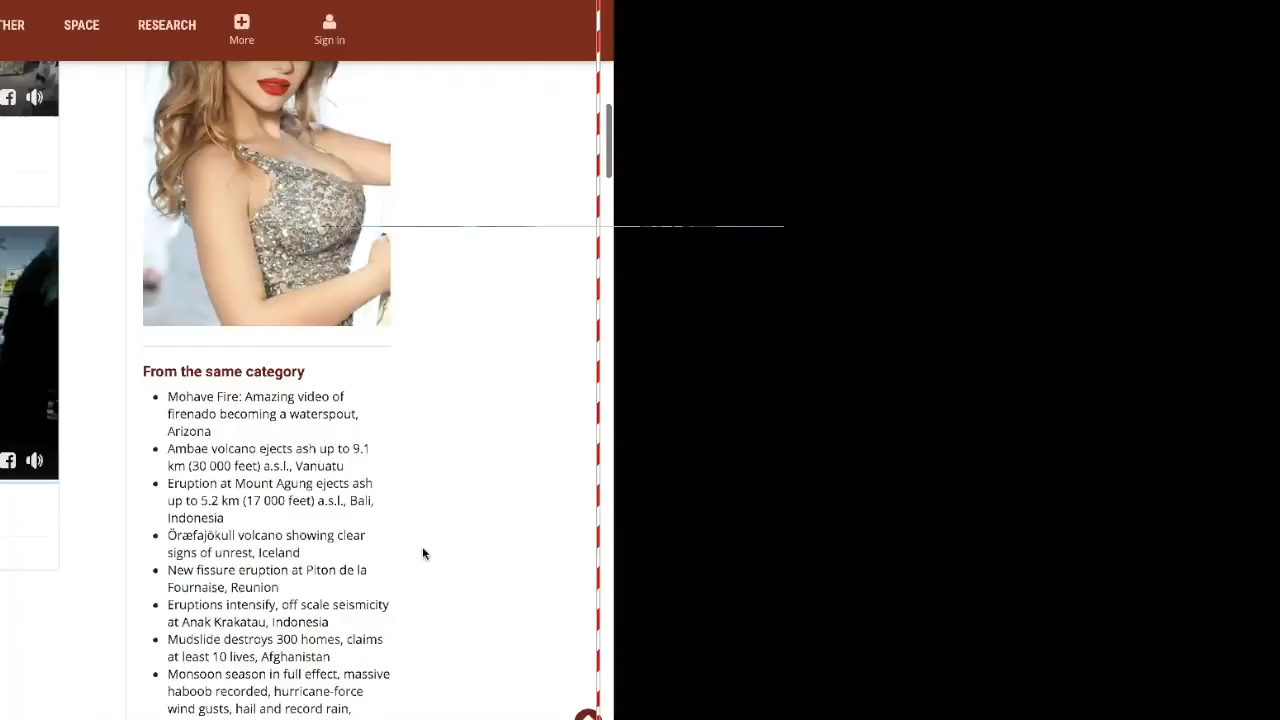 THER SPACE RESEARCH More Sign in
From the same category
Mohave Fire: Amazing video of
firenado becoming a waterspout,
Arizona
Ambae volcano ejects ash up to 9.1
km (30 000 feet) a.s.l., Vanuatu
Eruption at Mount Agung ejects ash
up to 5.2 km (17 000 feet) a.s.l., Bali,
Indonesia
Öræfajökull volcano showing clear
signs of unrest, Iceland
New fissure eruption at Piton de la
Fournaise, Reunion
Eruptions intensify, off scale seismicity
at Anak Krakatau, Indonesia
Mudslide destroys 300 homes, claims
at least 10 lives, Afghanistan
Monsoon season in full effect, massive
haboob recorded, hurricane-force
wind gusts, hail and record rain,